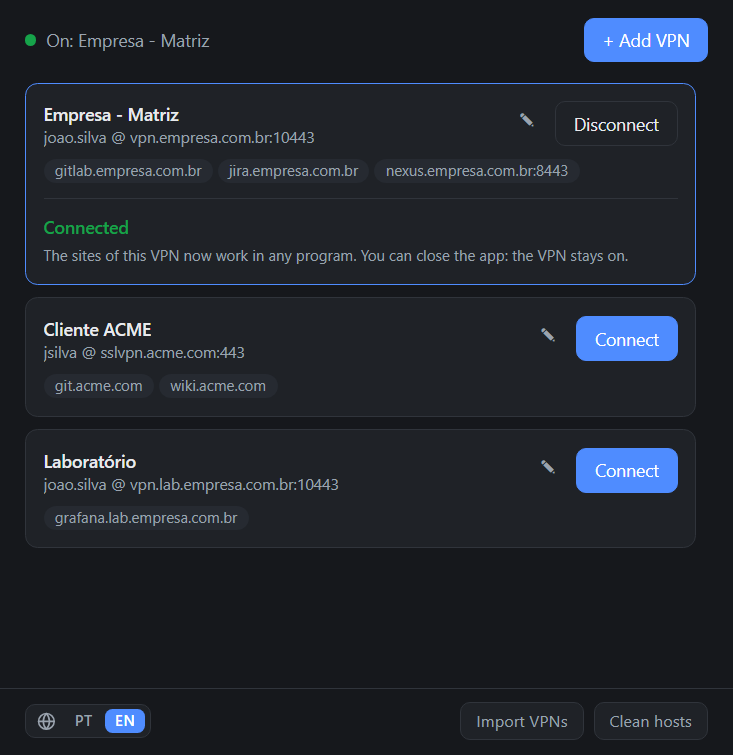 On: Empresa - Matriz
+ Add VPN
Empresa - Matriz
joao.silva @ vpn.empresa.com.br:10443
Disconnect
gitlab.empresa.com.br
jira.empresa.com.br
nexus.empresa.com.br:8443
Connected
The sites of this VPN now work in any program. You can close the app: the VPN stays on.
Cliente ACME
jsilva @ sslvpn.acme.com:443
Connect
git.acme.com
wiki.acme.com
Laboratório
joao.silva @ vpn.lab.empresa.com.br:10443
Connect
grafana.lab.empresa.com.br
PT
EN
Import VPNs
Clean hosts